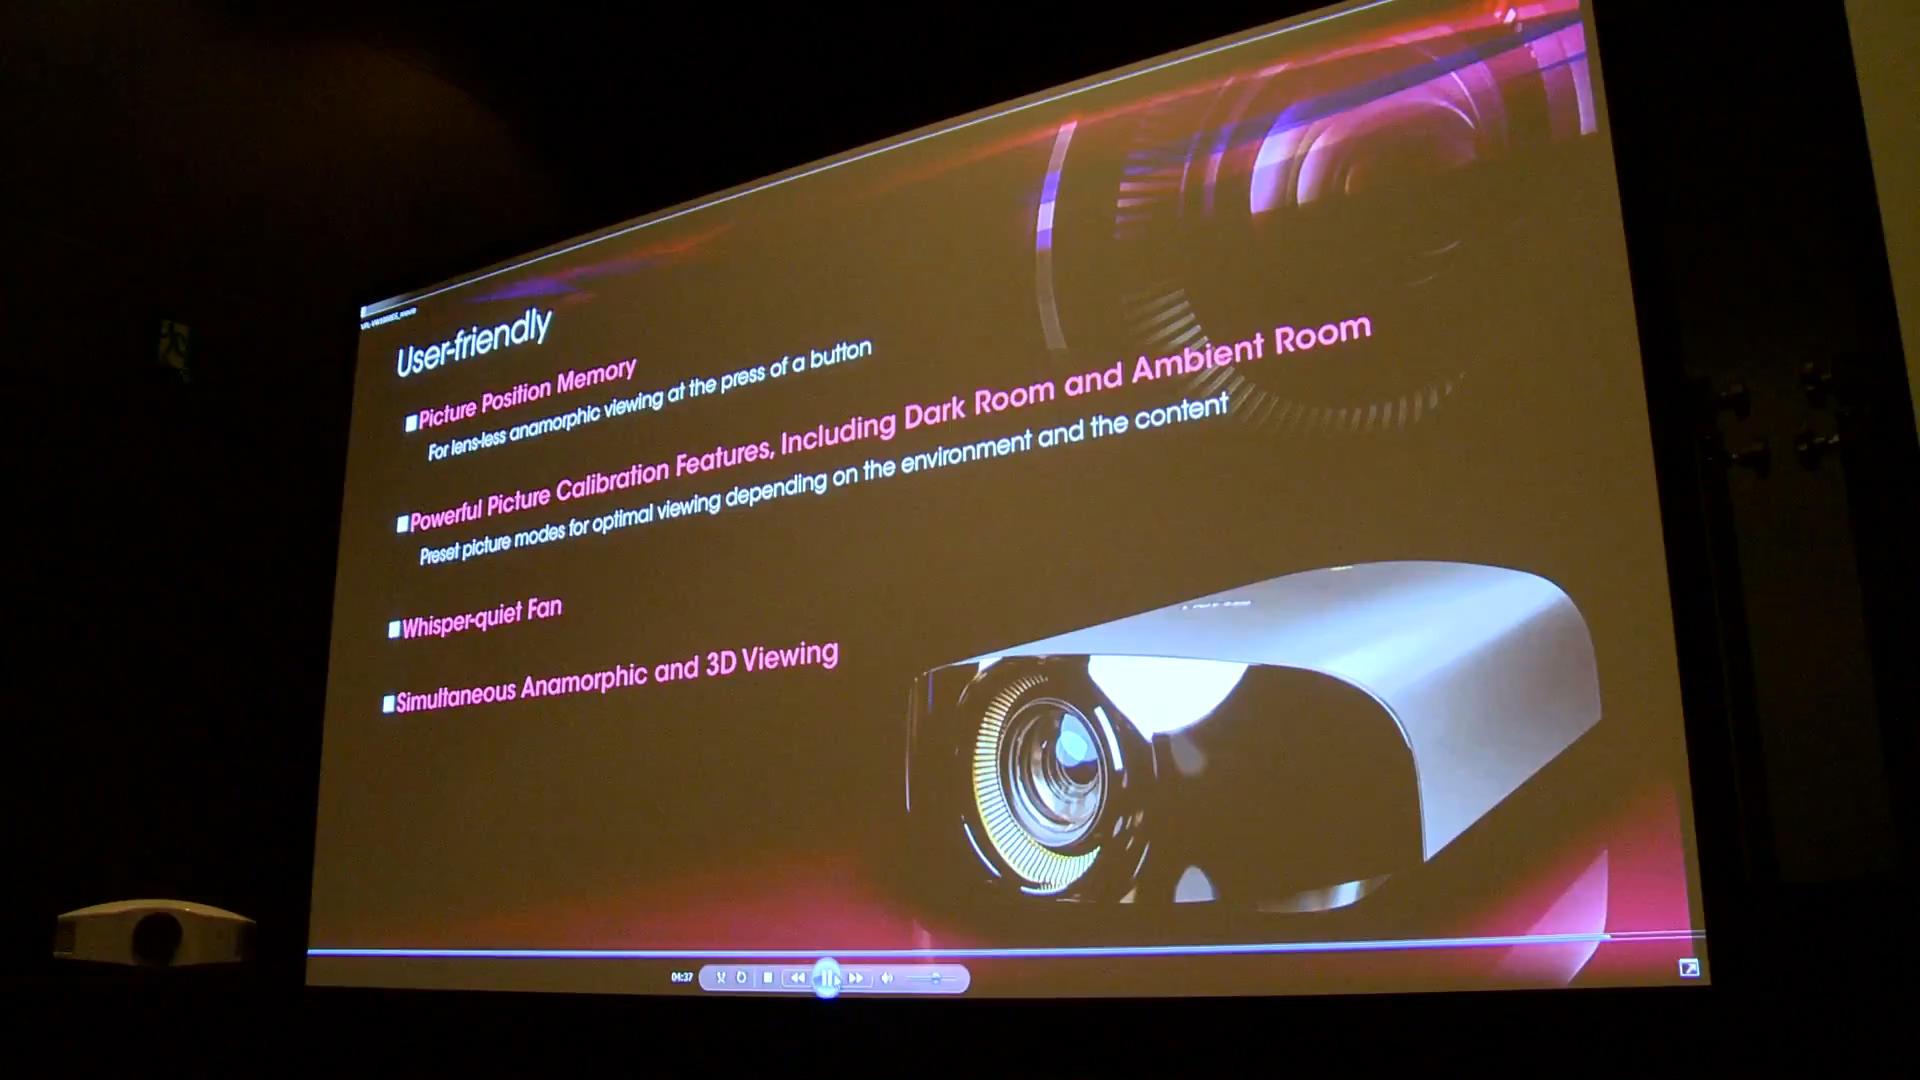 User-friendly
Picture Position Memory
For lens-less anamorphic viewing at the press of a button
Powerful Picture Calibration Features, Including Dark Room and Ambient Room
Preset picture modes for optimal viewing depending on the environment and the content
Whisper-quiet Fan
Simultaneous Anamorphic and 3D Viewing
04:37